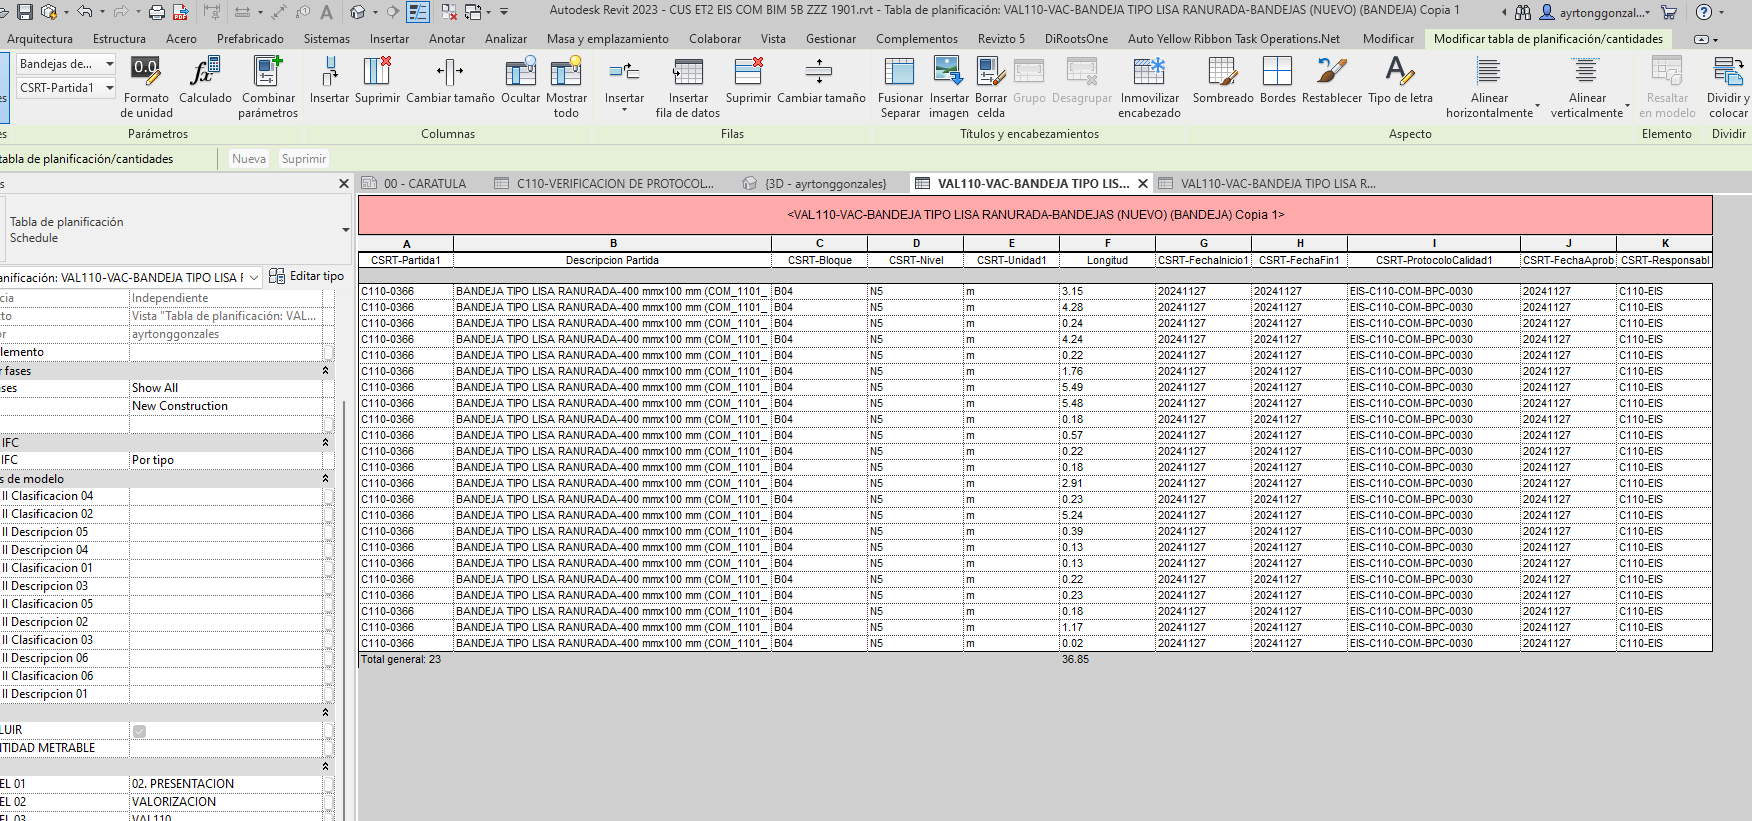 Autodesk Revit 2023 - CUS ET2 EIS COM BIM 5B ZZZ 1901.rvt - Tabla de planificación: VAL110-VAC-BANDEJA TIPO LISA RANURADA-BANDEJAS (NUEVO) (BANDEJA) Copia 1
ayrtonggonzal...
Arquitectura Estructura Acero Prefabricado Sistemas Insertar Anotar Analizar Masa y emplazamiento Colaborar Vista Gestionar Complementos Revizto 5 DiRootsOne Auto Yellow Ribbon Task Operations.Net Modificar Modificar tabla de planificación/cantidades
Bandejas de...
CSRT-Partida1
Formato de unidad Calculado Combinar parámetros Insertar Suprimir Cambiar tamaño Ocultar Mostrar todo Insertar Insertar fila de datos Suprimir Cambiar tamaño Fusionar Separar Insertar imagen Borrar celda Grupo Desagrupar Inmovilizar encabezado Sombreado Bordes Restablecer Tipo de letra Alinear horizontalmente Alinear verticalmente Resaltar en modelo Dividir y colocar
es Parámetros Columnas Filas Títulos y encabezamientos Aspecto Elemento Dividir
tabla de planificación/cantidades Nueva Suprimir
s
00 - CARATULA C110-VERIFICACION DE PROTOCOL... {3D - ayrtonggonzales} VAL110-VAC-BANDEJA TIPO LIS... VAL110-VAC-BANDEJA TIPO LISA R...
Tabla de planificación
Schedule
anificación: VAL110-VAC-BANDEJA TIPO LISA F Editar tipo
cia Independiente
cto Vista "Tabla de planificación: VAL...
or ayrtonggonzales
lemento
r fases
ases Show All
New Construction
IFC
IFC Por tipo
s de modelo
II Clasificacion 04
II Clasificacion 02
II Descripcion 05
II Descripcion 04
II Clasificacion 01
II Descripcion 03
II Clasificacion 05
II Descripcion 02
II Clasificacion 03
II Descripcion 06
II Clasificacion 06
II Descripcion 01
LUIR
NTIDAD METRABLE
EL 01 02. PRESENTACION
EL 02 VALORIZACION
EL 03 VAL110
<VAL110-VAC-BANDEJA TIPO LISA RANURADA-BANDEJAS (NUEVO) (BANDEJA) Copia 1>
A B C D E F G H I J K
CSRT-Partida1 Descripcion Partida CSRT-Bloque CSRT-Nivel CSRT-Unidad1 Longitud CSRT-FechaInicio1 CSRT-FechaFin1 CSRT-ProtocoloCalidad1 CSRT-FechaAprob CSRT-Responsabl
C110-0366 BANDEJA TIPO LISA RANURADA-400 mmx100 mm (COM_1101_ B04 N5 m 3.15 20241127 20241127 EIS-C110-COM-BPC-0030 20241127 C110-EIS
C110-0366 BANDEJA TIPO LISA RANURADA-400 mmx100 mm (COM_1101_ B04 N5 m 4.28 20241127 20241127 EIS-C110-COM-BPC-0030 20241127 C110-EIS
C110-0366 BANDEJA TIPO LISA RANURADA-400 mmx100 mm (COM_1101_ B04 N5 m 0.24 20241127 20241127 EIS-C110-COM-BPC-0030 20241127 C110-EIS
C110-0366 BANDEJA TIPO LISA RANURADA-400 mmx100 mm (COM_1101_ B04 N5 m 4.24 20241127 20241127 EIS-C110-COM-BPC-0030 20241127 C110-EIS
C110-0366 BANDEJA TIPO LISA RANURADA-400 mmx100 mm (COM_1101_ B04 N5 m 0.22 20241127 20241127 EIS-C110-COM-BPC-0030 20241127 C110-EIS
C110-0366 BANDEJA TIPO LISA RANURADA-400 mmx100 mm (COM_1101_ B04 N5 m 1.76 20241127 20241127 EIS-C110-COM-BPC-0030 20241127 C110-EIS
C110-0366 BANDEJA TIPO LISA RANURADA-400 mmx100 mm (COM_1101_ B04 N5 m 5.49 20241127 20241127 EIS-C110-COM-BPC-0030 20241127 C110-EIS
C110-0366 BANDEJA TIPO LISA RANURADA-400 mmx100 mm (COM_1101_ B04 N5 m 5.48 20241127 20241127 EIS-C110-COM-BPC-0030 20241127 C110-EIS
C110-0366 BANDEJA TIPO LISA RANURADA-400 mmx100 mm (COM_1101_ B04 N5 m 0.18 20241127 20241127 EIS-C110-COM-BPC-0030 20241127 C110-EIS
C110-0366 BANDEJA TIPO LISA RANURADA-400 mmx100 mm (COM_1101_ B04 N5 m 0.57 20241127 20241127 EIS-C110-COM-BPC-0030 20241127 C110-EIS
C110-0366 BANDEJA TIPO LISA RANURADA-400 mmx100 mm (COM_1101_ B04 N5 m 0.22 20241127 20241127 EIS-C110-COM-BPC-0030 20241127 C110-EIS
C110-0366 BANDEJA TIPO LISA RANURADA-400 mmx100 mm (COM_1101_ B04 N5 m 0.18 20241127 20241127 EIS-C110-COM-BPC-0030 20241127 C110-EIS
C110-0366 BANDEJA TIPO LISA RANURADA-400 mmx100 mm (COM_1101_ B04 N5 m 2.91 20241127 20241127 EIS-C110-COM-BPC-0030 20241127 C110-EIS
C110-0366 BANDEJA TIPO LISA RANURADA-400 mmx100 mm (COM_1101_ B04 N5 m 0.23 20241127 20241127 EIS-C110-COM-BPC-0030 20241127 C110-EIS
C110-0366 BANDEJA TIPO LISA RANURADA-400 mmx100 mm (COM_1101_ B04 N5 m 5.24 20241127 20241127 EIS-C110-COM-BPC-0030 20241127 C110-EIS
C110-0366 BANDEJA TIPO LISA RANURADA-400 mmx100 mm (COM_1101_ B04 N5 m 0.39 20241127 20241127 EIS-C110-COM-BPC-0030 20241127 C110-EIS
C110-0366 BANDEJA TIPO LISA RANURADA-400 mmx100 mm (COM_1101_ B04 N5 m 0.13 20241127 20241127 EIS-C110-COM-BPC-0030 20241127 C110-EIS
C110-0366 BANDEJA TIPO LISA RANURADA-400 mmx100 mm (COM_1101_ B04 N5 m 0.13 20241127 20241127 EIS-C110-COM-BPC-0030 20241127 C110-EIS
C110-0366 BANDEJA TIPO LISA RANURADA-400 mmx100 mm (COM_1101_ B04 N5 m 0.22 20241127 20241127 EIS-C110-COM-BPC-0030 20241127 C110-EIS
C110-0366 BANDEJA TIPO LISA RANURADA-400 mmx100 mm (COM_1101_ B04 N5 m 0.23 20241127 20241127 EIS-C110-COM-BPC-0030 20241127 C110-EIS
C110-0366 BANDEJA TIPO LISA RANURADA-400 mmx100 mm (COM_1101_ B04 N5 m 0.18 20241127 20241127 EIS-C110-COM-BPC-0030 20241127 C110-EIS
C110-0366 BANDEJA TIPO LISA RANURADA-400 mmx100 mm (COM_1101_ B04 N5 m 1.17 20241127 20241127 EIS-C110-COM-BPC-0030 20241127 C110-EIS
C110-0366 BANDEJA TIPO LISA RANURADA-400 mmx100 mm (COM_1101_ B04 N5 m 0.02 20241127 20241127 EIS-C110-COM-BPC-0030 20241127 C110-EIS
Total general: 23 36.85